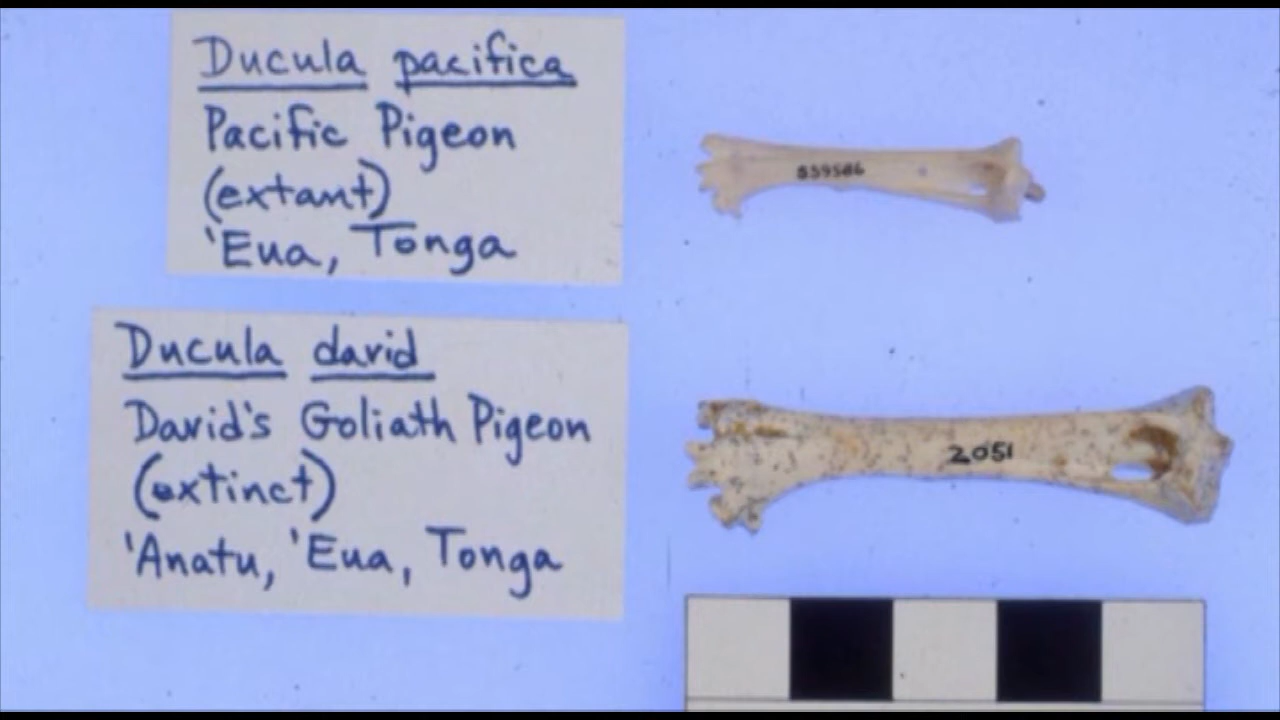 Ducula pacifica
Pacific Pigeon
(extant)
'Eua, Tonga
859586
Ducula david
David's Goliath Pigeon
(extinct)
'Anatu, 'Eua, Tonga
2051